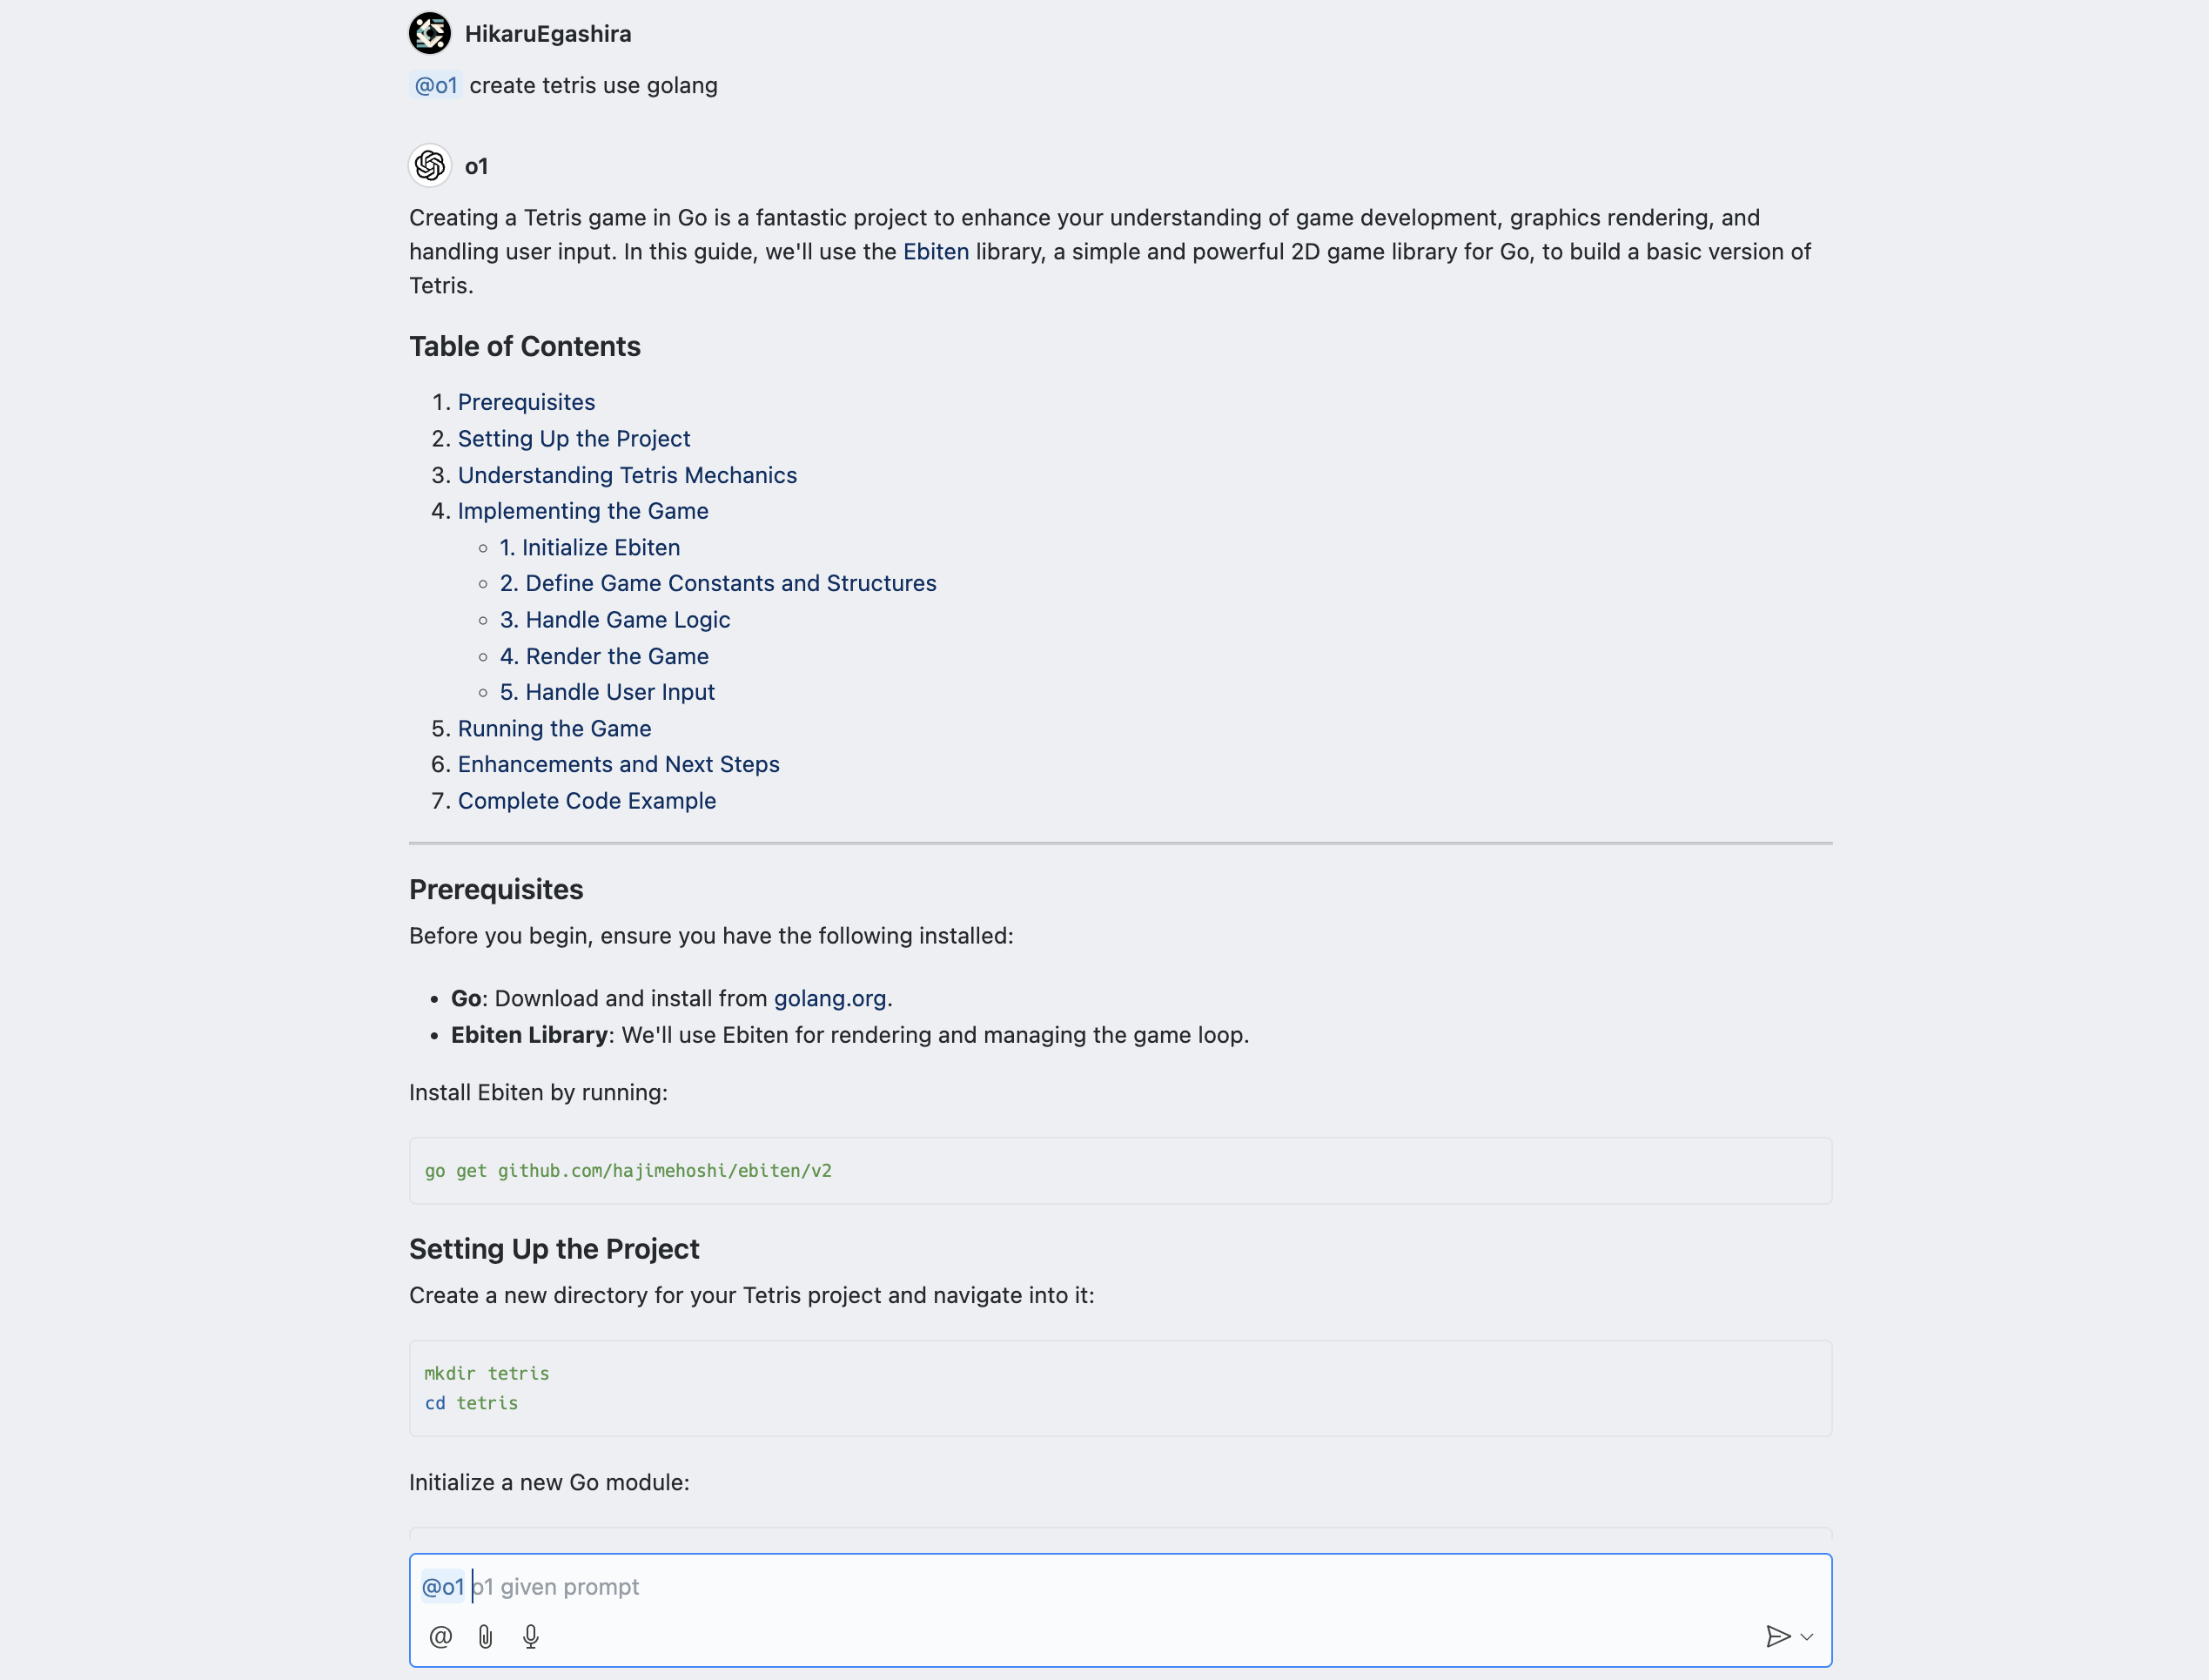 HikaruEgashira
@o1 create tetris use golang
o1
Creating a Tetris game in Go is a fantastic project to enhance your understanding of game development, graphics rendering, and
handling user input. In this guide, we'll use the Ebiten library, a simple and powerful 2D game library for Go, to build a basic version of
Tetris.
Table of Contents
1. Prerequisites
2. Setting Up the Project
3. Understanding Tetris Mechanics
4. Implementing the Game
1. Initialize Ebiten
2. Define Game Constants and Structures
3. Handle Game Logic
4. Render the Game
5. Handle User Input
5. Running the Game
6. Enhancements and Next Steps
7. Complete Code Example
Prerequisites
Before you begin, ensure you have the following installed:
• Go: Download and install from golang.org.
• Ebiten Library: We'll use Ebiten for rendering and managing the game loop.
Install Ebiten by running:
go get github.com/hajimehoshi/ebiten/v2
Setting Up the Project
Create a new directory for your Tetris project and navigate into it:
mkdir tetris
cd tetris
Initialize a new Go module:
@o1 o1 given prompt
@